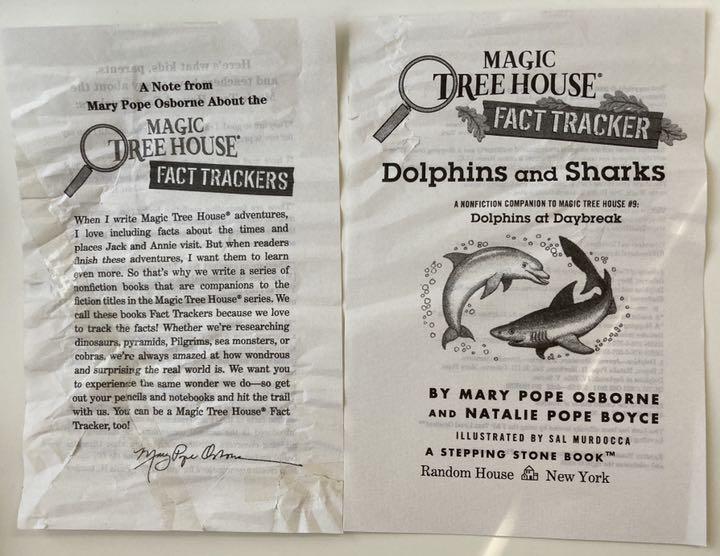 A Note from
Mary Pope Osborne About the
MAGIC
TREE HOUSE®
FACT TRACKERS
When I write Magic Tree House® adventures,
I love including facts about the times and
places Jack and Annie visit. But when readers
finish these adventures, I want them to learn
even more. So that's why we write a series of
nonfiction books that are companions to the
fiction titles in the Magic Tree House® series. We
call these books Fact Trackers because we love
to track the facts! Whether we're researching
dinosaurs, pyramids, Pilgrims, sea monsters, or
cobras, we're always amazed at how wondrous
and surprising the real world is. We want you
to experience the same wonder we do—so get
out your pencils and notebooks and hit the trail
with us. You can be a Magic Tree House® Fact
Tracker, too!
Mary Pope Osborne
MAGIC
TREE HOUSE®
FACT TRACKER
Dolphins and Sharks
A NONFICTION COMPANION TO MAGIC TREE HOUSE #9:
Dolphins at Daybreak
BY MARY POPE OSBORNE
AND NATALIE POPE BOYCE
ILLUSTRATED BY SAL MURDOCCA
A STEPPING STONE BOOK™
Random House New York